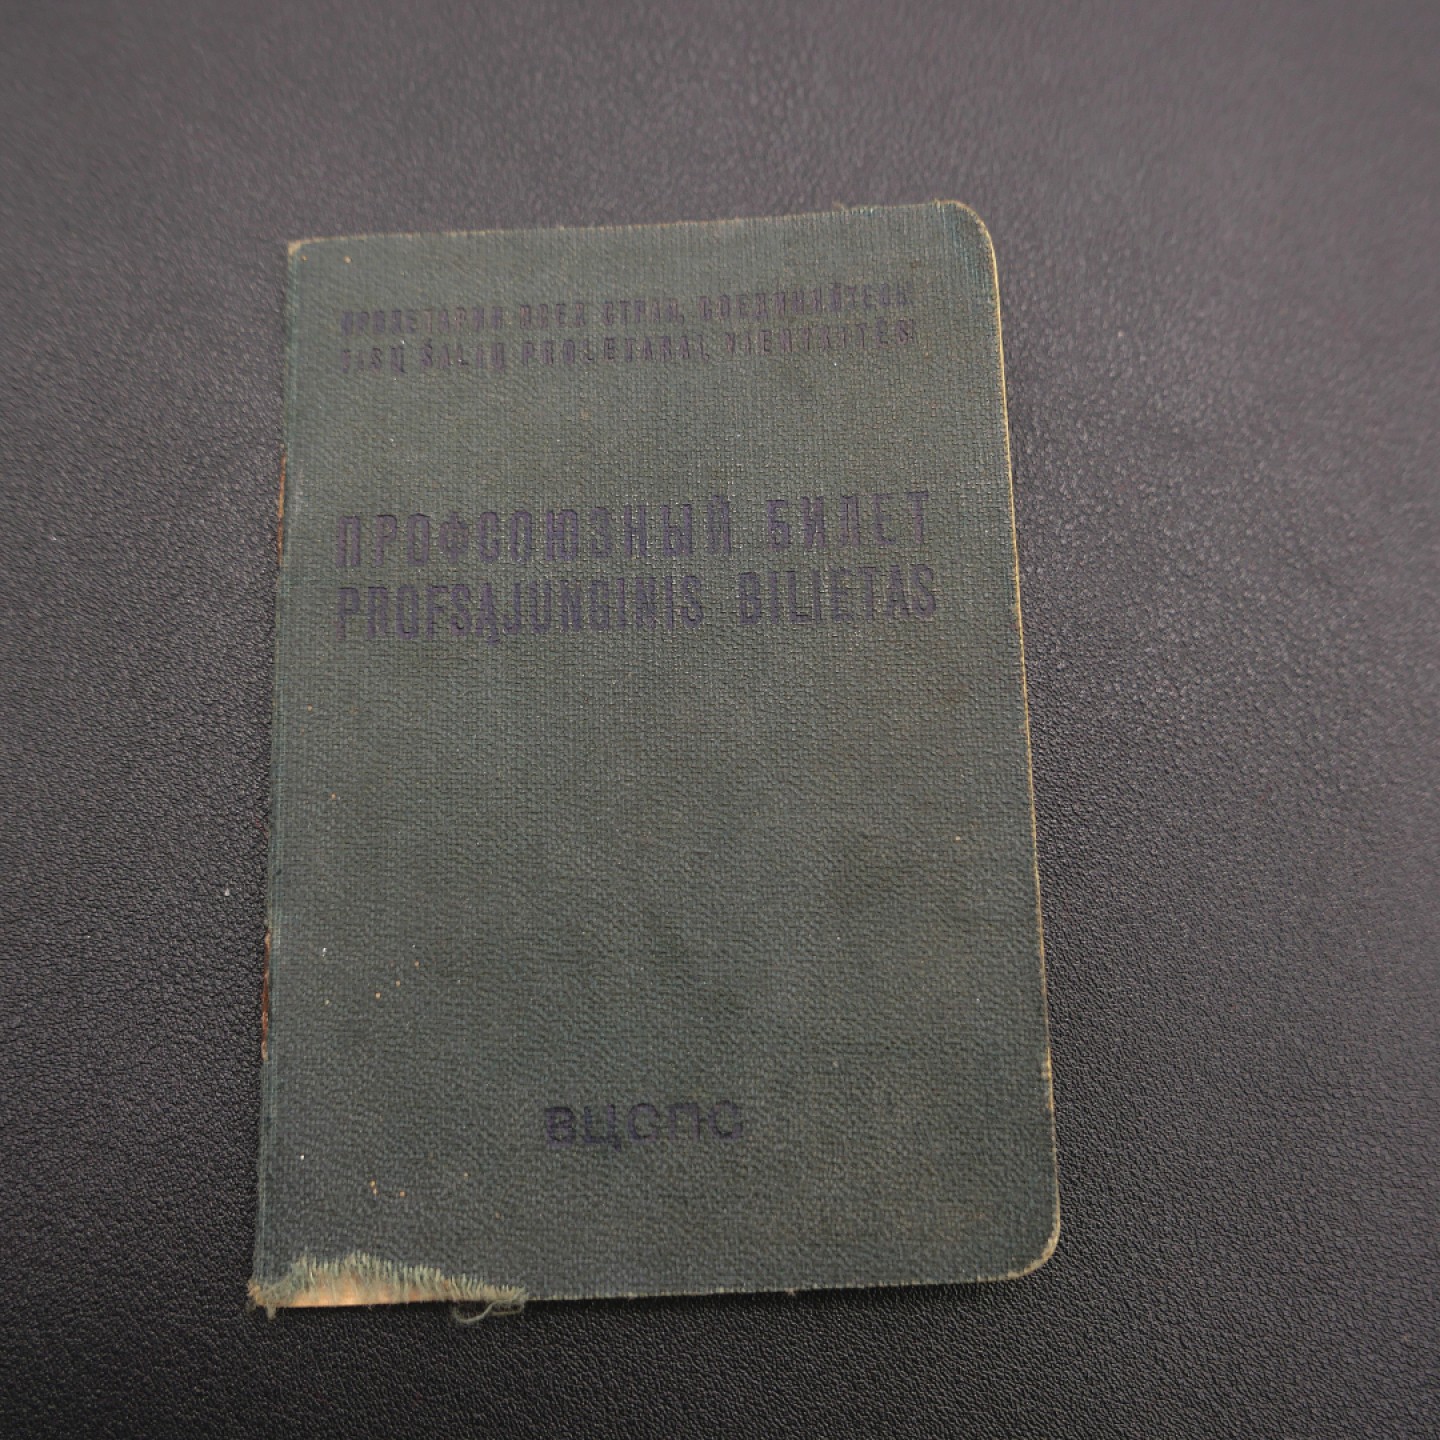 ПРОЛЕТАРИИ ВСЕХ СТРАН, СОЕДИНЯЙТЕСЬ
VISŲ ŠALIŲ PROLETARAI, VIENYKITĖS!
ПРОФСОЮЗНЫЙ БИЛЕТ
PROFSĄJUNGINIS BILIETAS
ВЦСПС